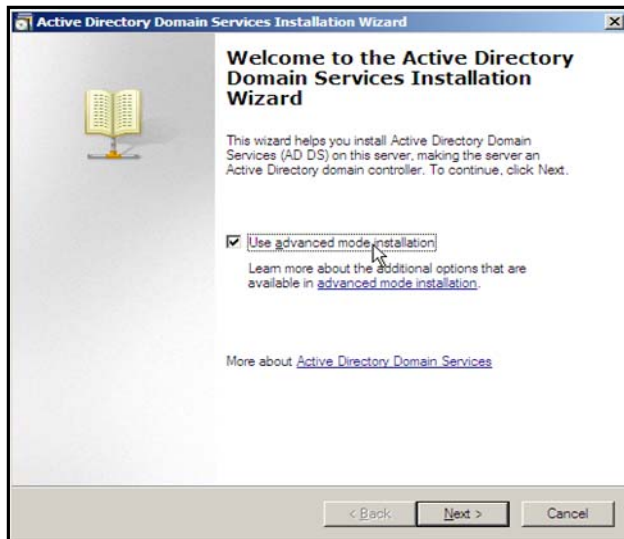 Active Directory Domain Services Installation Wizard
Welcome to the Active Directory
Domain Services Installation
Wizard
This wizard helps you install Active Directory Domain
Services (AD DS) on this server, making the server an
Active Directory domain controller. To continue, click Next.
Use advanced mode installation
Learn more about the additional options that are
available in advanced mode installation.
More about Active Directory Domain Services
< Back
Next >
Cancel